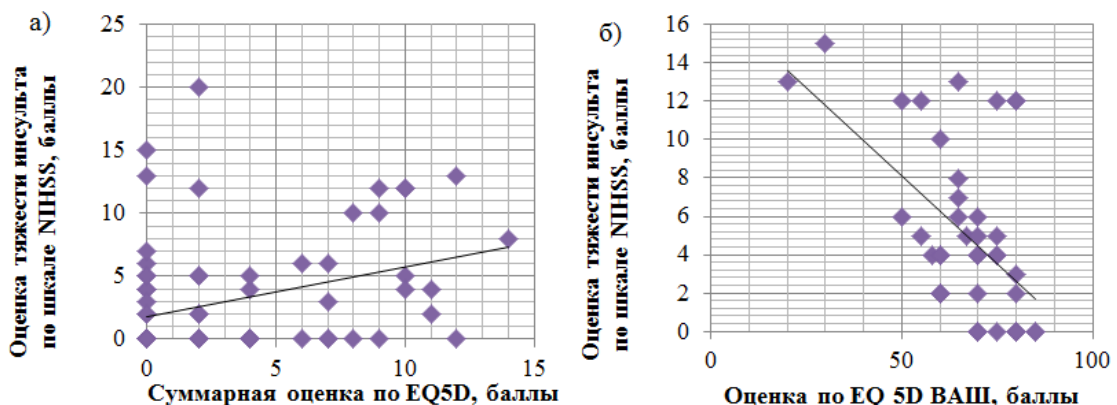 а)
Оценка тяжести инсульта
по шкале NIHSS, баллы
25
20
15
10
5
0
0 5 10 15
Суммарная оценка по EQ5D, баллы
б)
Оценка тяжести инсульта
по шкале NIHSS, баллы
16
14
12
10
8
6
4
2
0
0 50 100
Оценка по EQ 5D ВАШ, баллы